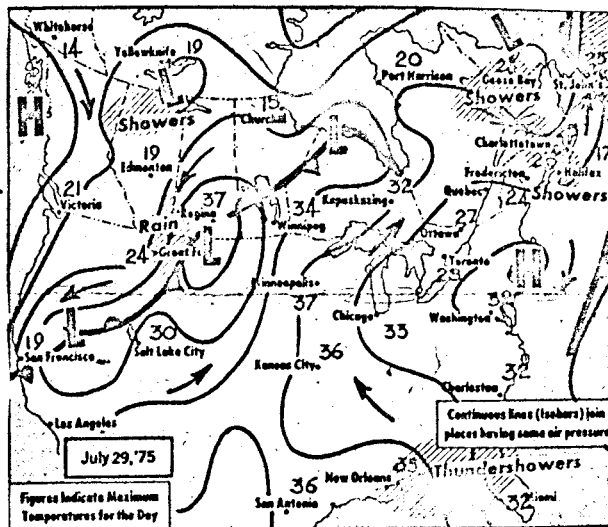 Whitehorse
14
Yellowknife
19
20
Port Harrison
Goose Bay
St. John's
H
Showers
15
Churchill
Showers
Charlottetown
19
Edmonton
17
Halifax
Fredericton
21
Victoria
37
Regina
34
Winnipeg
Kapuskasing
32
Quebec
24
Showers
Rain
L
Ottawa
27
24
Great Falls
Toronto
29
Minneapolis
37
H
L
30
Salt Lake City
Chicago
33
Washington
30
19
San Francisco
Kansas City
36
32
Charleston
Los Angeles
Continuous lines (Isobars) join
places having same air pressure
July 29, '75
New Orleans
35
Thundershowers
Figures Indicate Maximum
Temperatures for the Day
36
San Antonio
32
Miami